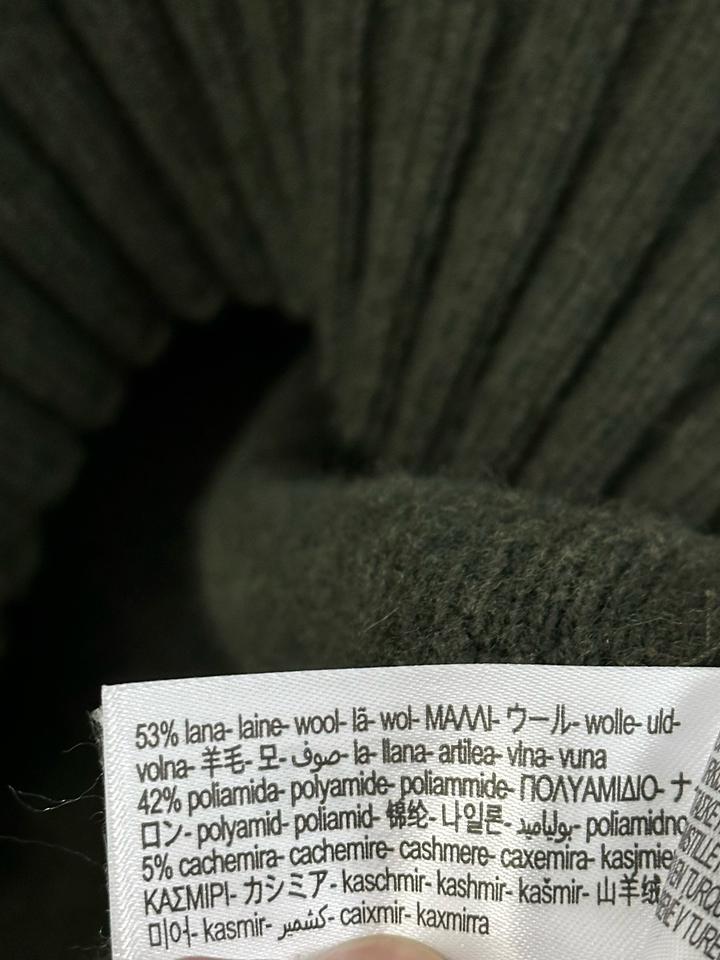 53% lana- laine- wool- lã- wol- ΜΑΛΛΙ- ウール- wolle- uld-
volna- 羊毛- 모- صوف- la- llana- artilea- vlna- vuna
42% poliamida- polyamide- poliammide- ΠΟΛΥΑΜΙΔΙΟ- ナ
ロン- polyamid- poliamid- 锦纶- 나일론- بوليأميد- poliamidno
5% cachemira- cachemire- cashmere- caxemira- kasjmie
ΚΑΣΜΙΡΙ- カシミア- kaschmir- kashmir- kašmir- 山羊绒
미어- kasmir- كشمير- caixmir- kaxmirra